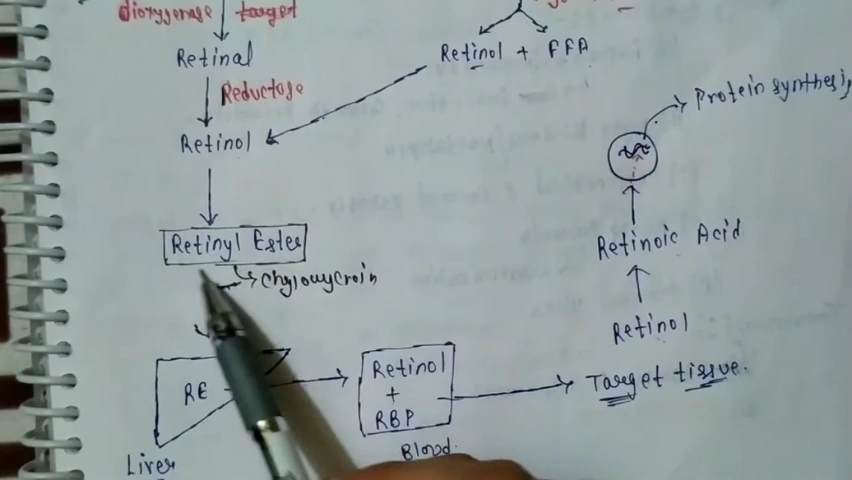 dioxygenase target
Retinal
Reductase
Retinol
Retinol + FFA
Retinyl Ester
Chylomycroin
RE
Liver
Retinol
+
RBP
Blood.
Target tissue.
Retinol
Retinoic Acid
Protein synthesis